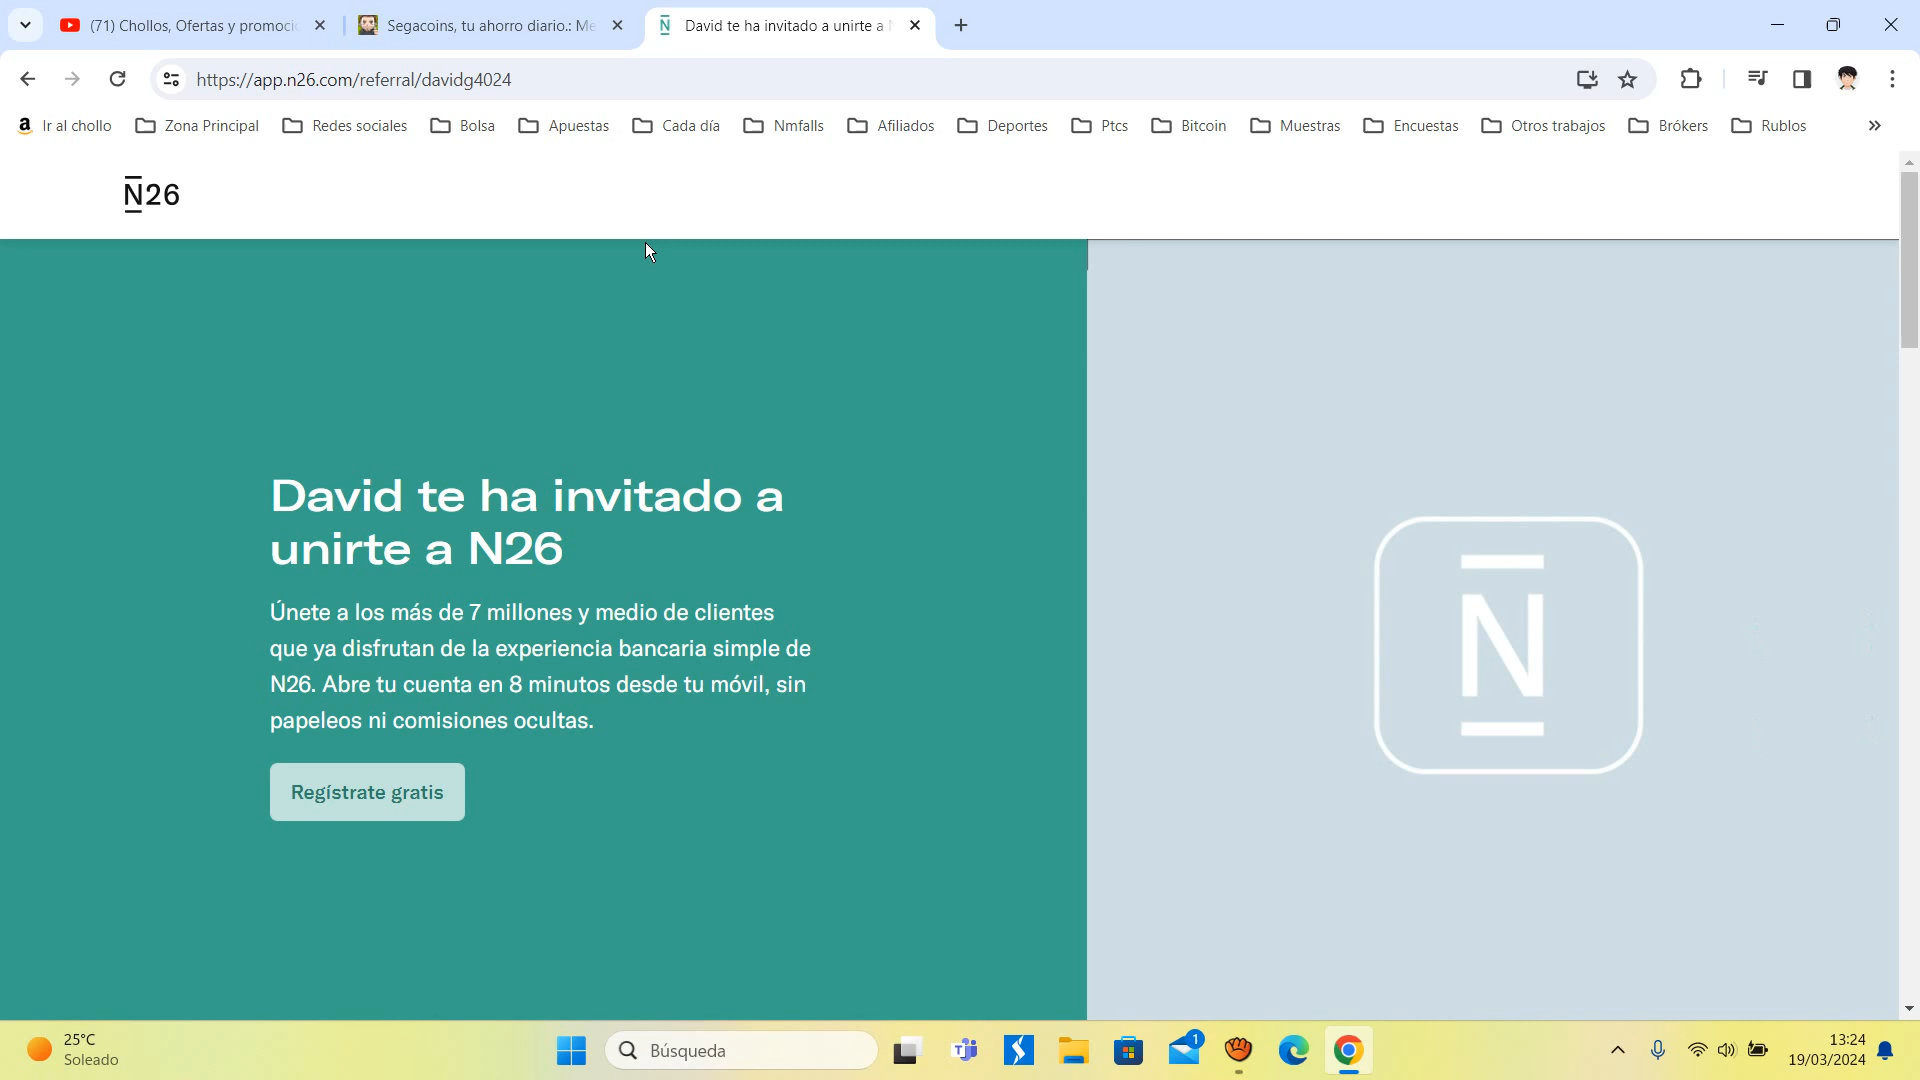 (71) Chollos, Ofertas y promoci
Segacoins, tu ahorro diario.: Me
David te ha invitado a unirte a
https://app.n26.com/referral/davidg4024
Ir al chollo
Zona Principal
Redes sociales
Bolsa
Apuestas
Cada día
Nmfalls
Afiliados
Deportes
Ptcs
Bitcoin
Muestras
Encuestas
Otros trabajos
Brókers
Rublos
N26
David te ha invitado a
unirte a N26
Únete a los más de 7 millones y medio de clientes
que ya disfrutan de la experiencia bancaria simple de
N26. Abre tu cuenta en 8 minutos desde tu móvil, sin
papeleos ni comisiones ocultas.
Regístrate gratis
N
25°C
Soleado
Búsqueda
1
13:24
19/03/2024